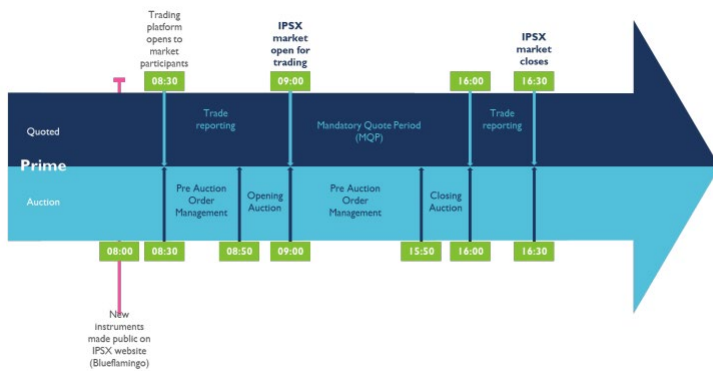 Trading
platform
opens to
market
participants
IPSX
market
open for
trading
IPSX
market
closes
08:30
09:00
16:00
16:30
Quoted
Trade
reporting
Mandatory Quote Period
(MQP)
Trade
reporting
Prime
Auction
Pre Auction
Order
Management
Opening
Auction
Pre Auction
Order
Management
Closing
Auction
08:00
08:30
08:50
09:00
15:50
16:00
16:30
New
instruments
made public on
IPSX website
(Blueflamingo)